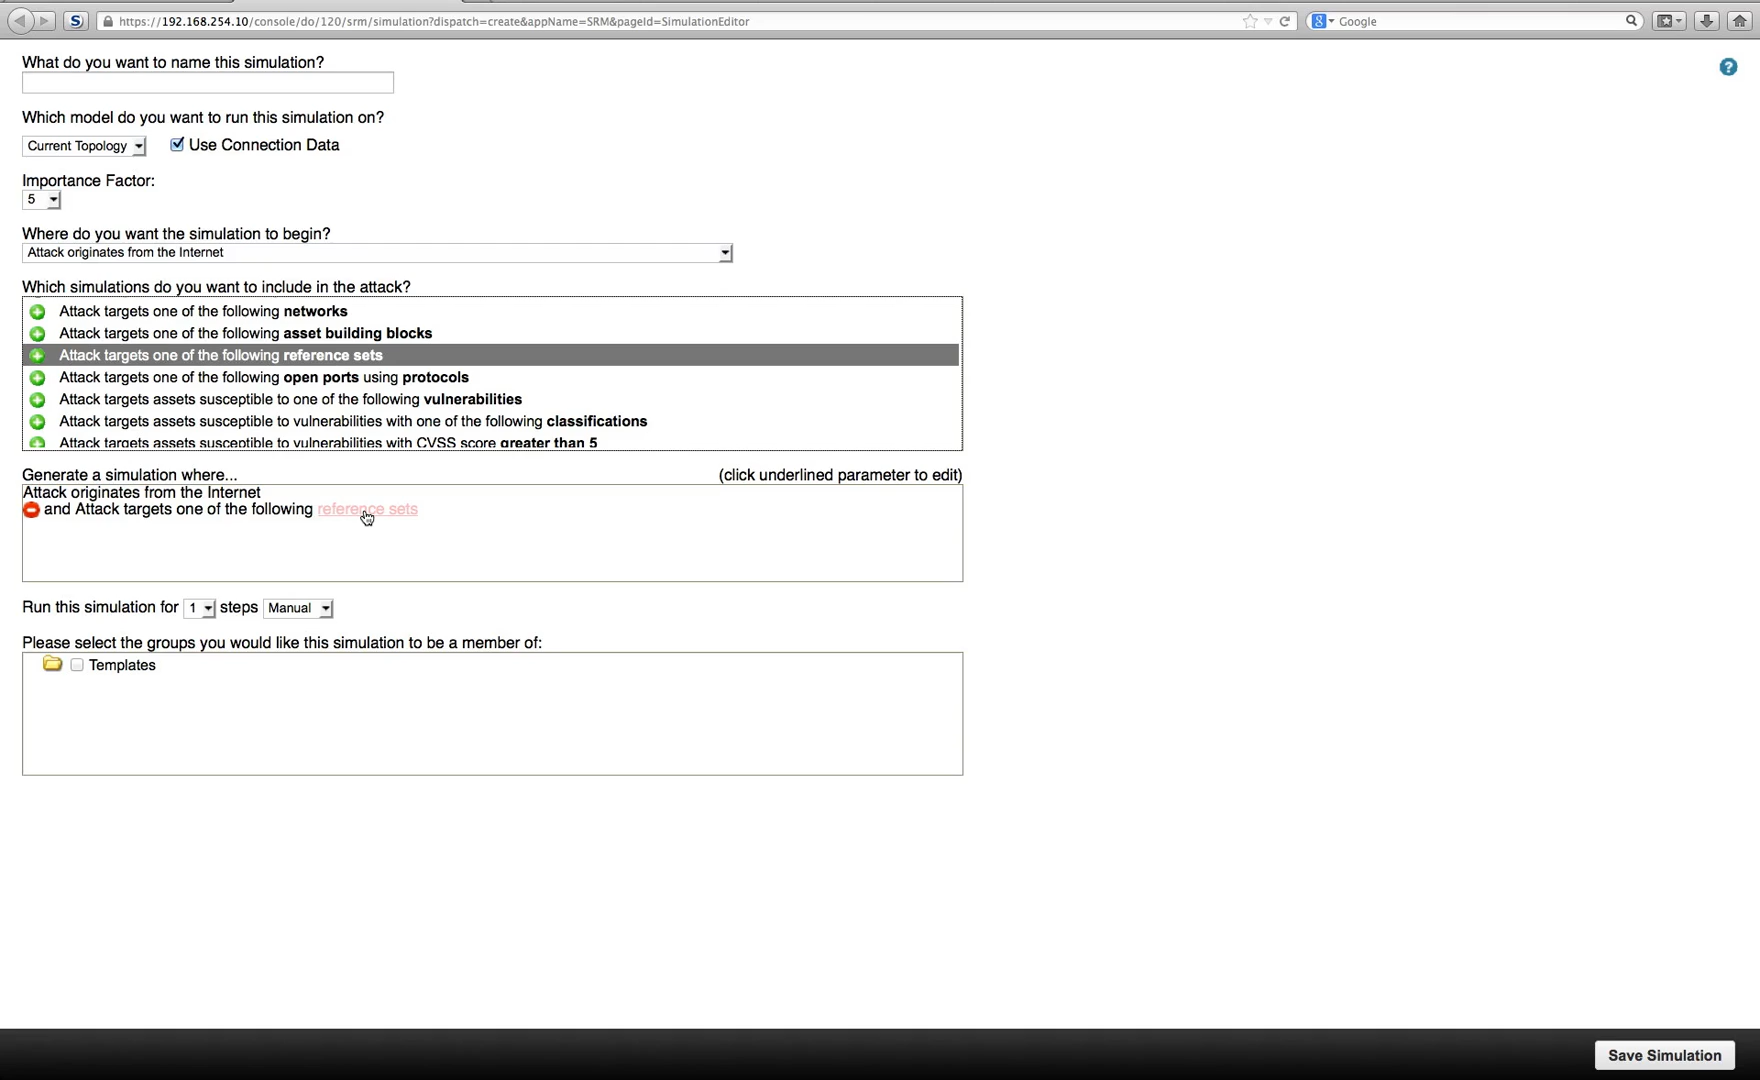 https://192.168.254.10/console/do/120/srm/simulation?dispatch=create&appName=SRM&pageId=SimulationEditor
Google
What do you want to name this simulation?
Which model do you want to run this simulation on?
Current Topology
Use Connection Data
Importance Factor:
5
Where do you want the simulation to begin?
Attack originates from the Internet
Which simulations do you want to include in the attack?
Attack targets one of the following networks
Attack targets one of the following asset building blocks
Attack targets one of the following reference sets
Attack targets one of the following open ports using protocols
Attack targets assets susceptible to one of the following vulnerabilities
Attack targets assets susceptible to vulnerabilities with one of the following classifications
Attack targets assets susceptible to vulnerabilities with CVSS score greater than 5
Generate a simulation where... (click underlined parameter to edit)
Attack originates from the Internet
and Attack targets one of the following reference sets
Run this simulation for 1 steps Manual
Please select the groups you would like this simulation to be a member of:
Templates
Save Simulation